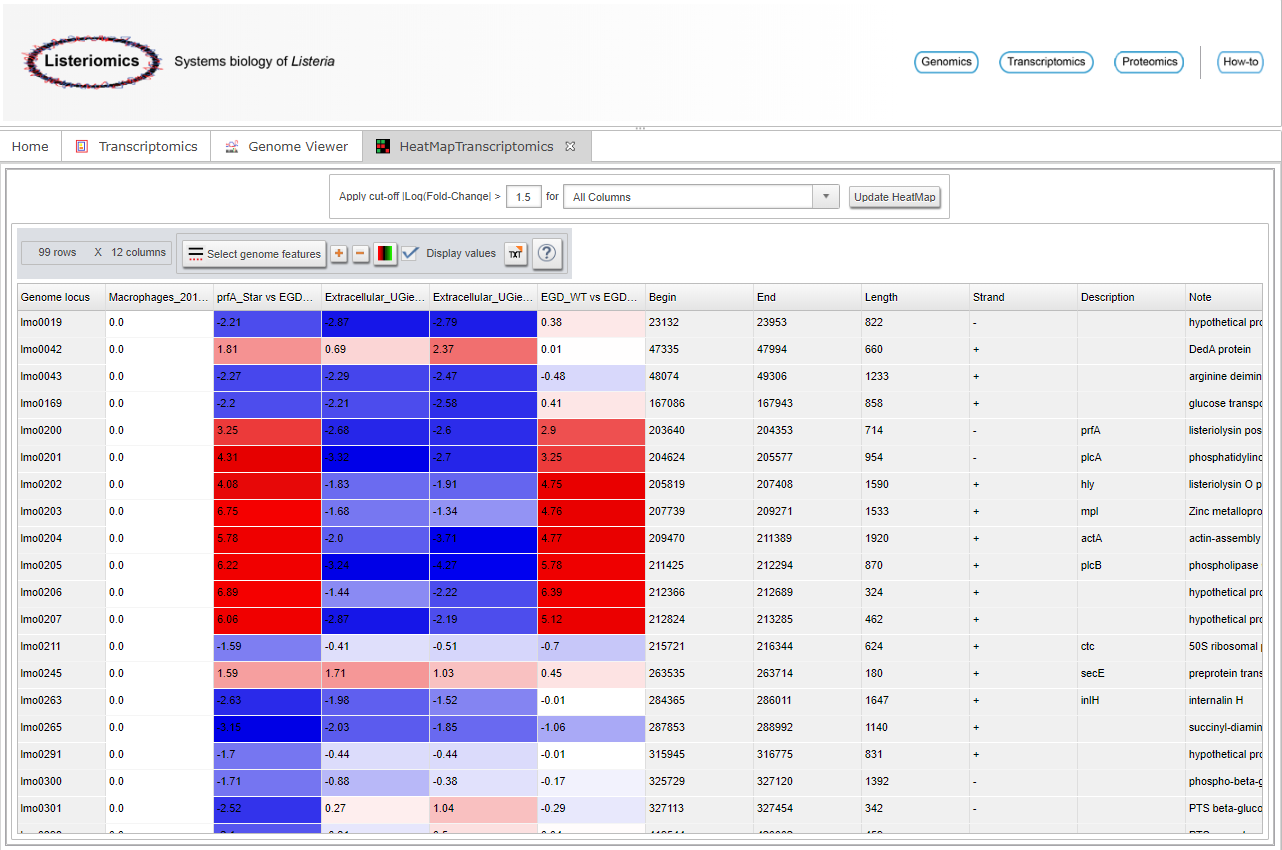 Listeriomics
Systems biology of Listeria
Genomics Transcriptomics Proteomics How-to
Home Transcriptomics Genome Viewer HeatMapTranscriptomics
Apply cut-off |Log(Fold-Change| > 1.5 for All Columns Update HeatMap
99 rows X 12 columns Select genome features + − Display values TXT ?
Genome locus Macrophages_201... prfA_Star vs EGD... Extracellular_UGie... Extracellular_UGie... EGD_WT vs EGD... Begin End Length Strand Description Note
lmo0019 0.0 -2.21 -2.87 -2.79 0.38 23132 23953 822 - hypothetical pro
lmo0042 0.0 1.81 0.69 2.37 0.01 47335 47994 660 + DedA protein
lmo0043 0.0 -2.27 -2.29 -2.47 -0.48 48074 49306 1233 + arginine deimin
lmo0169 0.0 -2.2 -2.21 -2.58 0.41 167086 167943 858 + glucose transpo
lmo0200 0.0 3.25 -2.68 -2.6 2.9 203640 204353 714 - prfA listeriolysin pos
lmo0201 0.0 4.31 -3.32 -2.7 3.25 204624 205577 954 - plcA phosphatidylino
lmo0202 0.0 4.08 -1.83 -1.91 4.75 205819 207408 1590 + hly listeriolysin O p
lmo0203 0.0 6.75 -1.68 -1.34 4.76 207739 209271 1533 + mpl Zinc metallopro
lmo0204 0.0 5.78 -2.0 -3.71 4.77 209470 211389 1920 + actA actin-assembly
lmo0205 0.0 6.22 -3.24 5.78 211425 212294 870 + plcB phospholipase
lmo0206 0.0 6.89 -1.44 -2.22 6.39 212366 212689 324 + hypothetical pro
lmo0207 0.0 6.06 -2.87 -2.19 5.12 212824 213285 462 + hypothetical pro
lmo0211 0.0 -1.59 -0.41 -0.51 -0.7 215721 216344 624 + ctc 50S ribosomal p
lmo0245 0.0 1.59 1.71 1.03 0.45 263535 263714 180 + secE preprotein trans
lmo0263 0.0 -2.63 -1.98 -1.52 -0.01 284365 286011 1647 + inlH internalin H
lmo0265 0.0 -3.15 -2.03 -1.85 -1.06 287853 288992 1140 + succinyl-diamin
lmo0291 0.0 -1.7 -0.44 -0.44 -0.01 315945 316775 831 + hypothetical pro
lmo0300 0.0 -1.71 -0.88 -0.38 -0.17 325729 327120 1392 - phospho-beta-g
lmo0301 0.0 -2.52 0.27 1.04 -0.29 327113 327454 342 - PTS beta-gluco